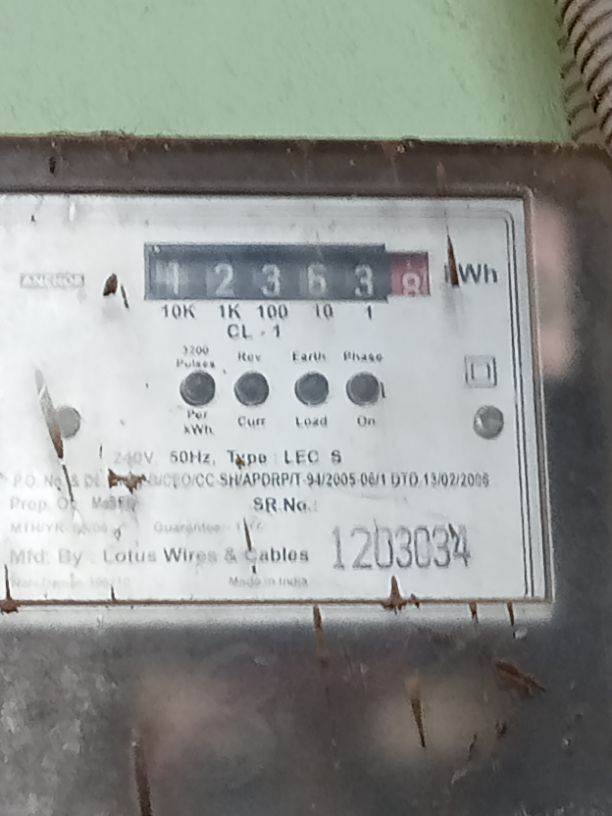 ANCHOR
12363 8 kWh
10K 1K 100 10 1
CL - 1
3200 Pulses Per kWh
Rev Curr
Earth Load
Phase On
240V, 50Hz, Type : LEC S
P.O. No. & SH/APDRP/T-94/2005-06/1 DTD. 13/02/2006
Prop. Of
SR.No.:
Guarantee
1203034
Mfd. By : Lotus Wires & Cables
Made in India